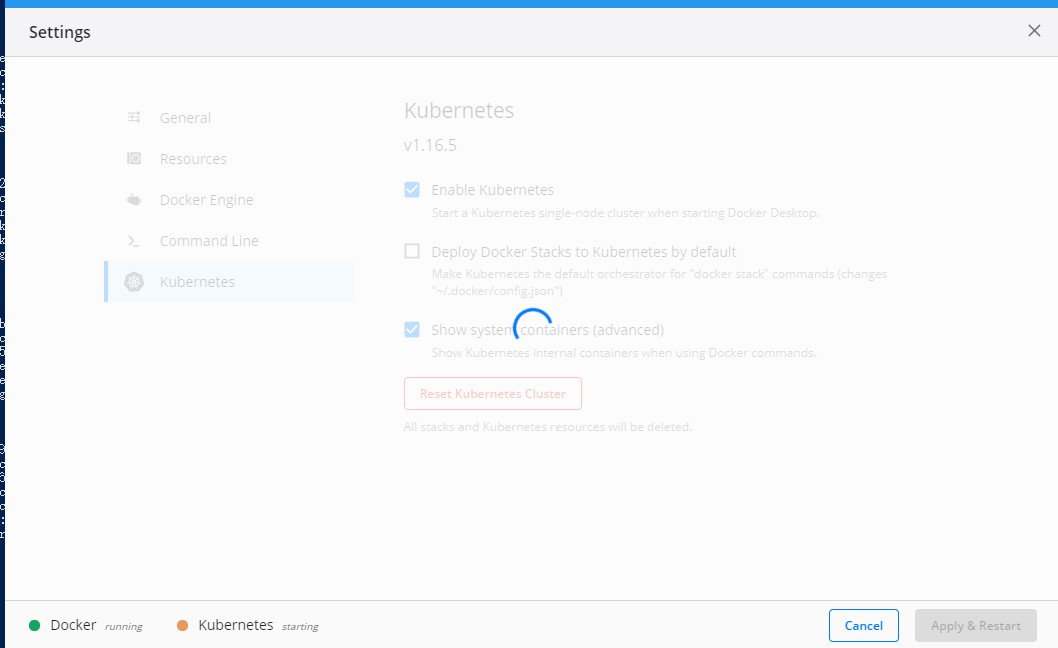 Settings
General
Resources
Docker Engine
Command Line
Kubernetes
Kubernetes
v1.16.5
Enable Kubernetes
Start a Kubernetes single-node cluster when starting Docker Desktop.
Deploy Docker Stacks to Kubernetes by default
Make Kubernetes the default orchestrator for "docker stack" commands (changes
"~/.docker/config.json")
Show system containers (advanced)
Show Kubernetes internal containers when using Docker commands.
Reset Kubernetes Cluster
All stacks and Kubernetes resources will be deleted.
Docker running
Kubernetes starting
Cancel
Apply & Restart